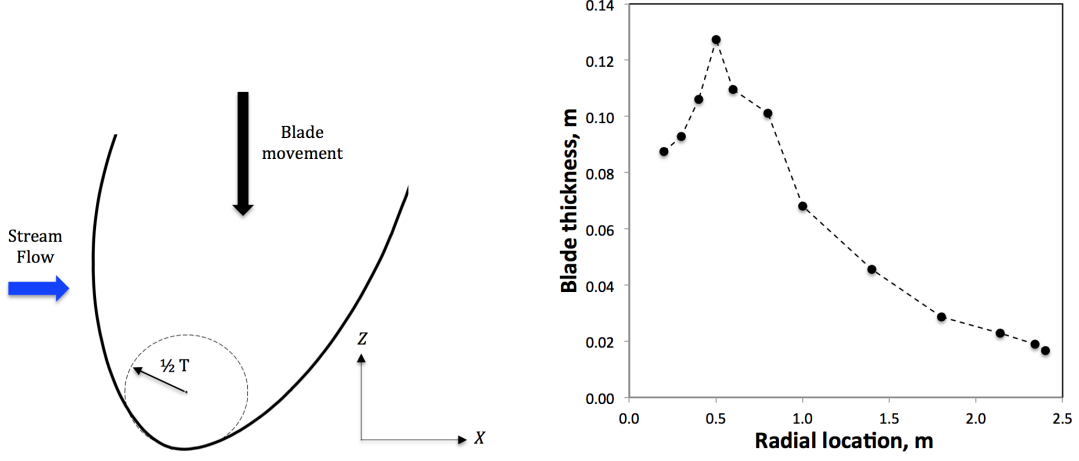 Blade
movement
Stream
Flow
½ T
Z
X
Blade thickness, m
0.14
0.12
0.10
0.08
0.06
0.04
0.02
0.00
0.0 0.5 1.0 1.5 2.0 2.5
Radial location, m